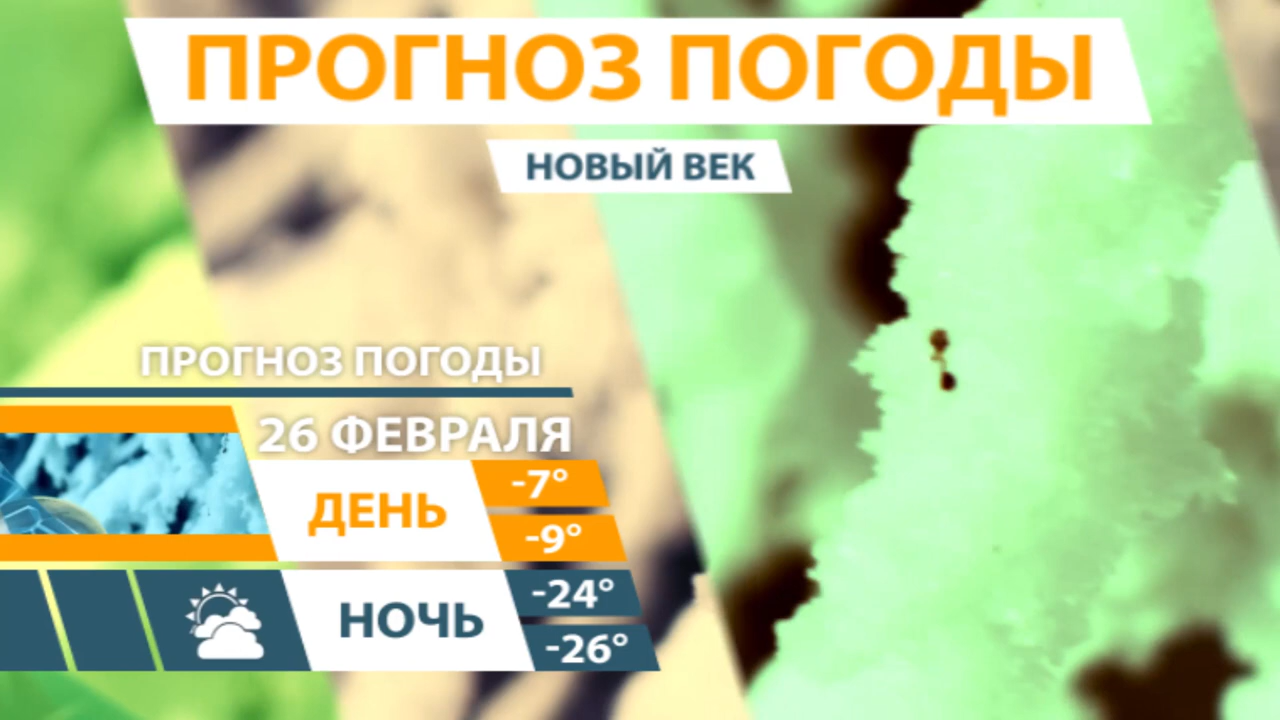 ПРОГНОЗ ПОГОДЫ
НОВЫЙ ВЕК
ПРОГНОЗ ПОГОДЫ
26 ФЕВРАЛЯ
ДЕНЬ
-7°
-9°
НОЧЬ
-24°
-26°